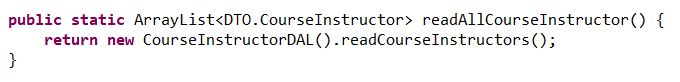 public static ArrayList<DTO.CourseInstructor> readAllCourseInstructor() {
    return new CourseInstructorDAL().readCourseInstructors();
}